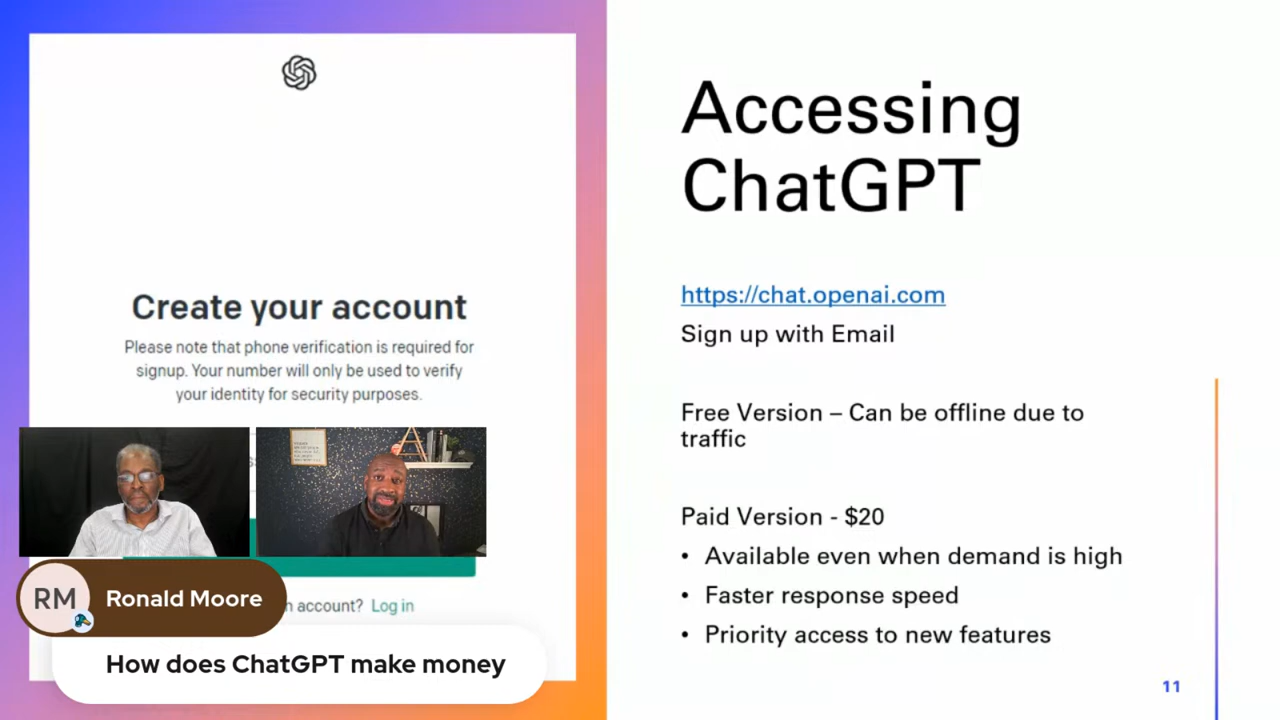 Create your account
Please note that phone verification is required for
signup. Your number will only be used to verify
your identity for security purposes.
account? Log in
RM
Ronald Moore
How does ChatGPT make money
Accessing
ChatGPT
https://chat.openai.com
Sign up with Email
Free Version – Can be offline due to
traffic
Paid Version - $20
• Available even when demand is high
• Faster response speed
• Priority access to new features
11